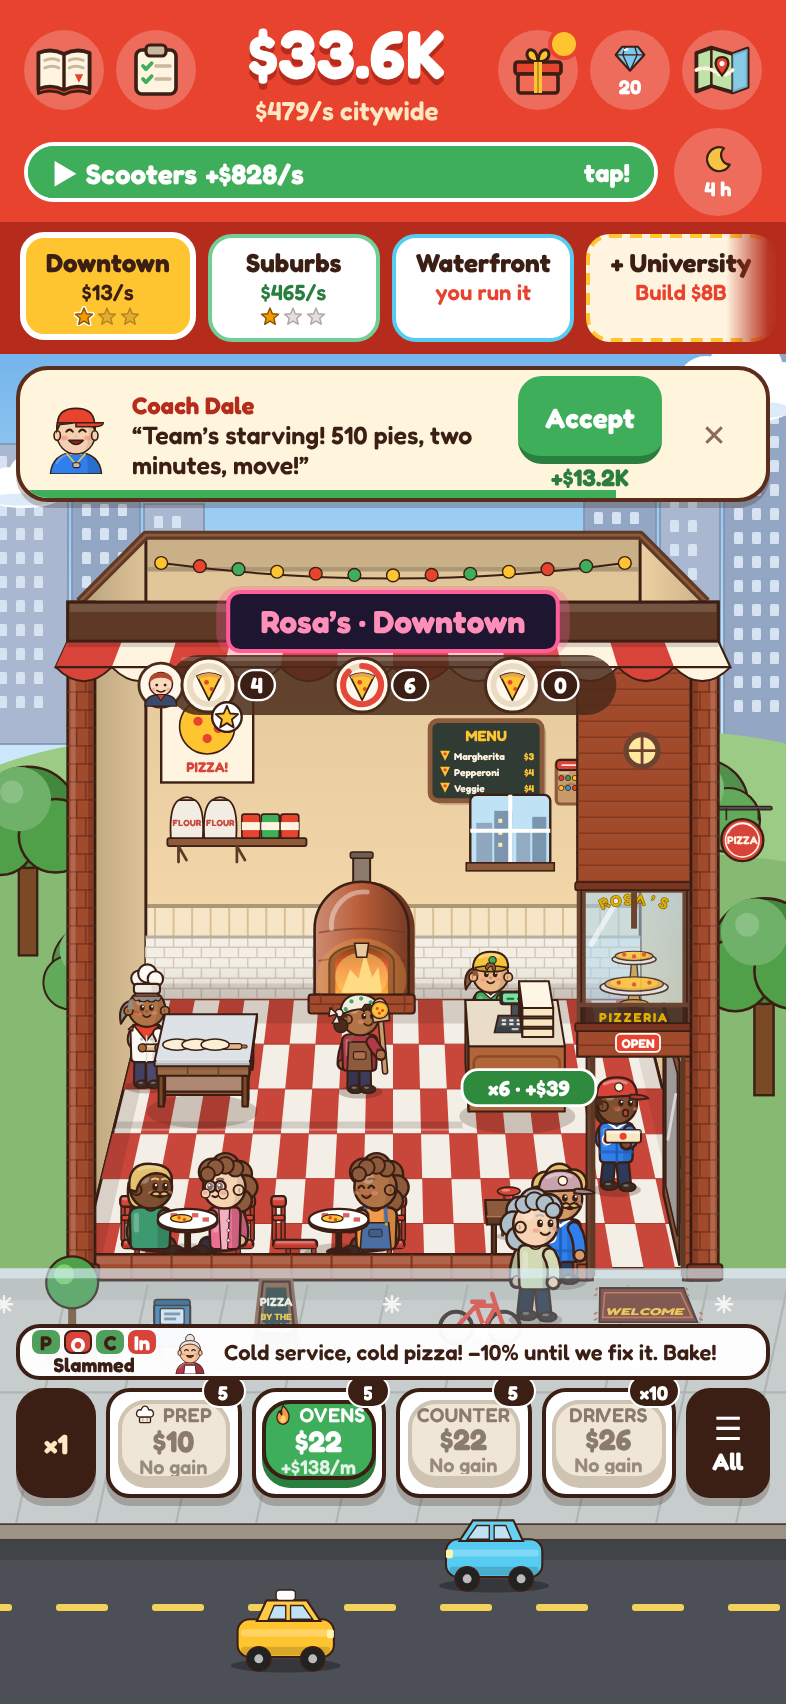 $33.6K
$479/s citywide
20
Scooters +$828/s
tap!
4 h
Downtown
$13/s
Suburbs
$465/s
Waterfront
you run it
+ University
Build $8B
Coach Dale
“Team’s starving! 510 pies, two
minutes, move!”
Accept
+$13.2K
Rosa’s · Downtown
4
6
0
PIZZA!
MENU
Margherita $3
Pepperoni $4
Veggie $4
FLOUR
FLOUR
PIZZA
ROSA'S
PIZZERIA
OPEN
x6 · +$39
PIZZA
BY THE
WELCOME
P O C In
Slammed
Cold service, cold pizza! –10% until we fix it. Bake!
x1
5
PREP
$10
No gain
5
OVENS
$22
+$138/m
5
COUNTER
$22
No gain
x10
DRIVERS
$26
No gain
All